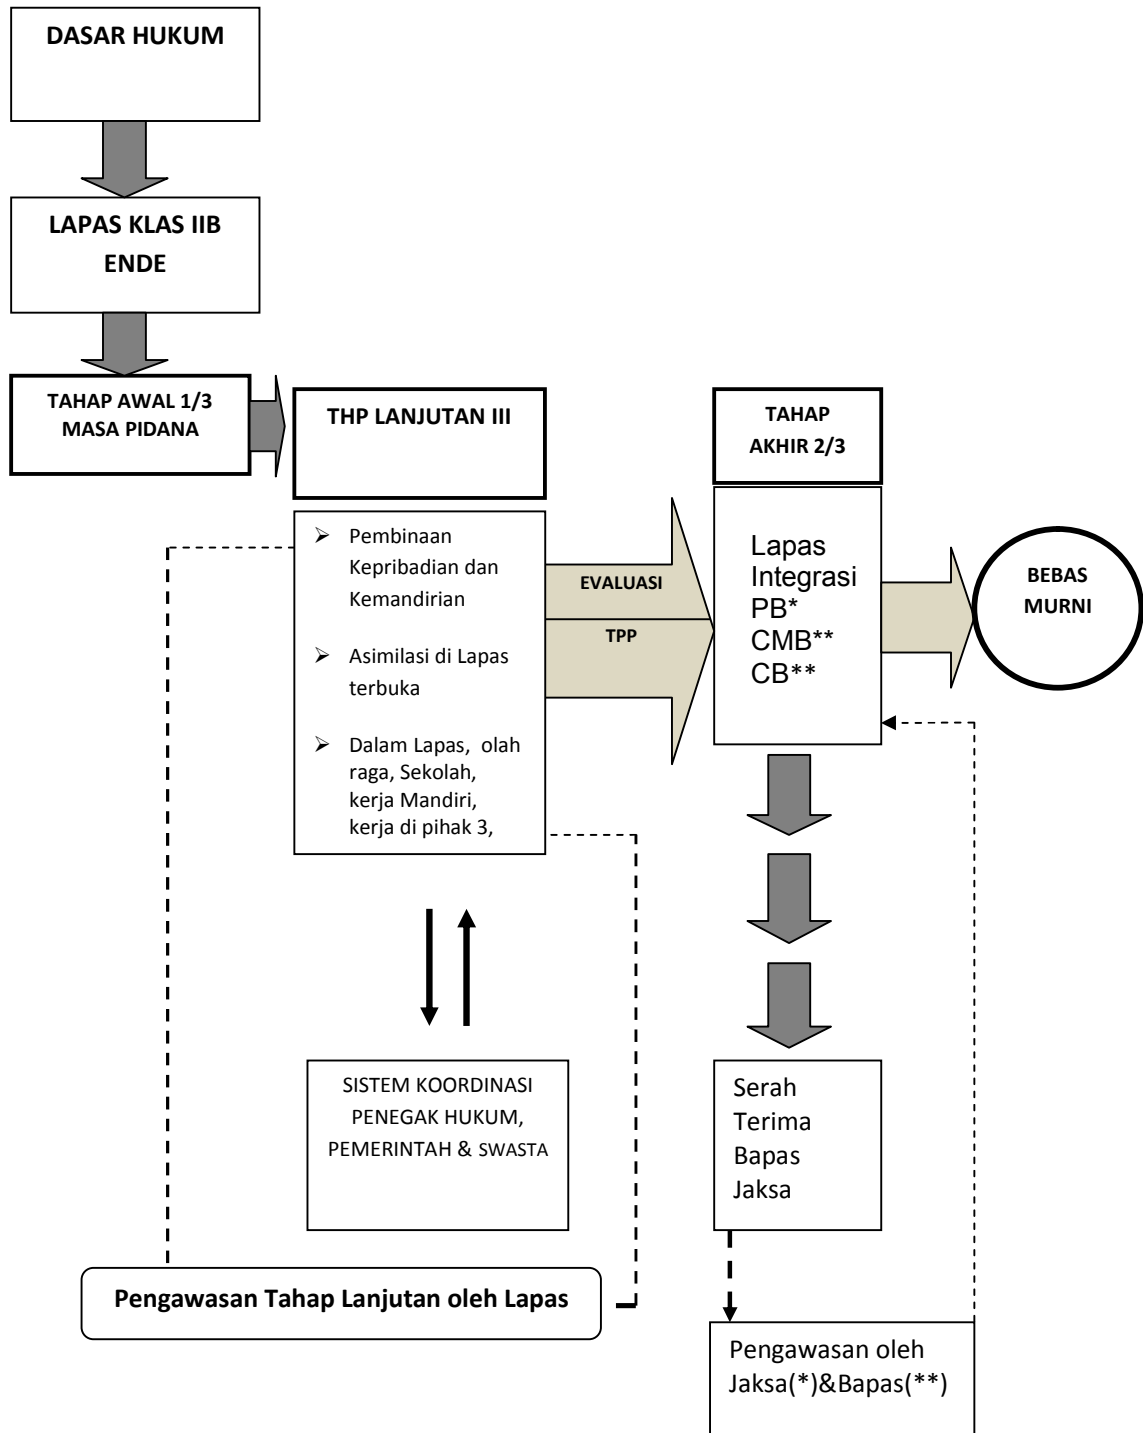 DASAR HUKUM
LAPAS KLAS IIB
ENDE
TAHAP AWAL 1/3
MASA PIDANA
THP LANJUTAN III
TAHAP
AKHIR 2/3
➢ Pembinaan
Kepribadian dan
Kemandirian
➢ Asimilasi di Lapas
terbuka
➢ Dalam Lapas, olah
raga, Sekolah,
kerja Mandiri,
kerja di pihak 3,
EVALUASI
TPP
Lapas
Integrasi
PB*
CMB**
CB**
BEBAS
MURNI
SISTEM KOORDINASI
PENEGAK HUKUM,
PEMERINTAH & SWASTA
Serah
Terima
Bapas
Jaksa
Pengawasan Tahap Lanjutan oleh Lapas
Pengawasan oleh
Jaksa(*)&Bapas(**)